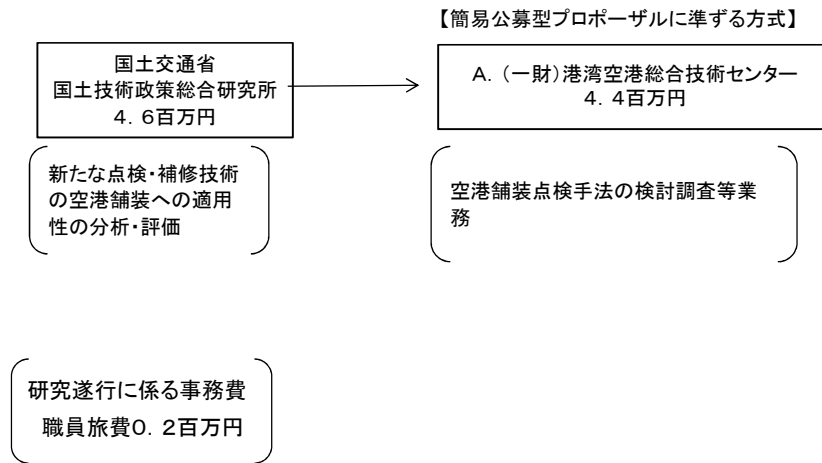 【簡易公募型プロポーザルに準ずる方式】
国土交通省
国土技術政策総合研究所
４．６百万円
A．（一財）港湾空港総合技術センター
４．４百万円
新たな点検・補修技術
の空港舗装への適用
性の分析・評価
空港舗装点検手法の検討調査等業
務
研究遂行に係る事務費
職員旅費０．２百万円